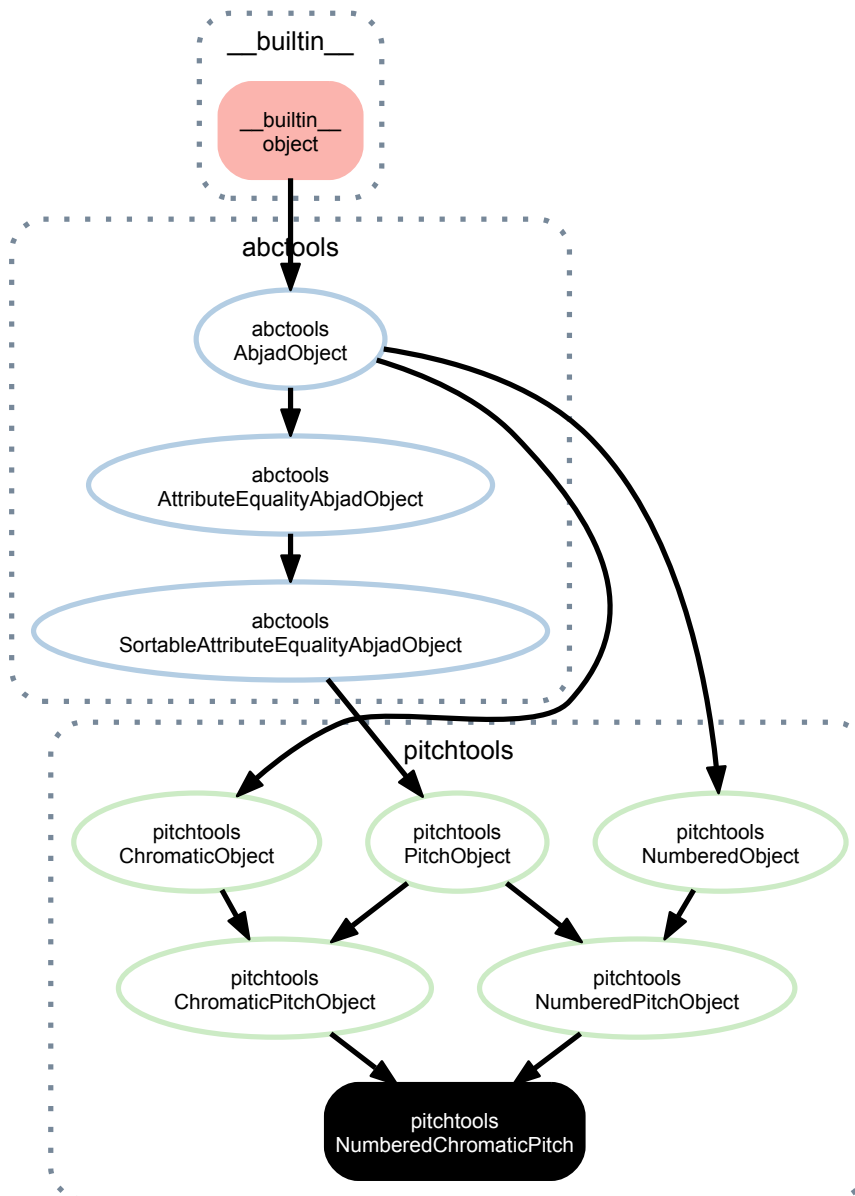 __builtin__
__builtin__
object
abctools
abctools
AbjadObject
abctools
AttributeEqualityAbjadObject
abctools
SortableAttributeEqualityAbjadObject
pitchtools
pitchtools
ChromaticObject
pitchtools
PitchObject
pitchtools
NumberedObject
pitchtools
ChromaticPitchObject
pitchtools
NumberedPitchObject
pitchtools
NumberedChromaticPitch